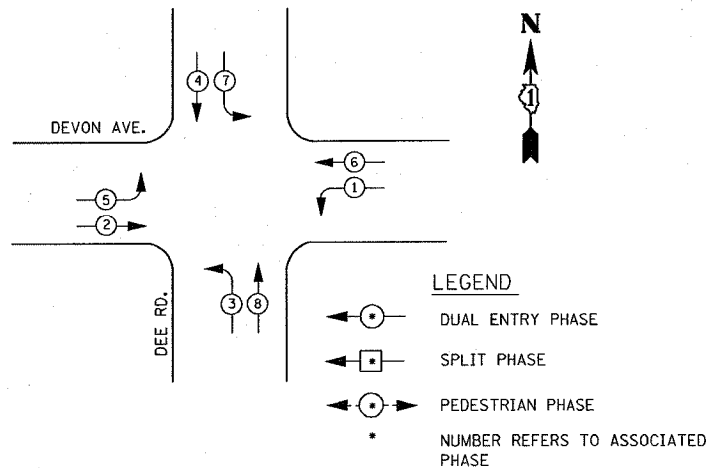 N
1
4 7
DEVON AVE.
6
1
5
2
3 8
DEE RD.
LEGEND
* DUAL ENTRY PHASE
* SPLIT PHASE
* PEDESTRIAN PHASE
* NUMBER REFERS TO ASSOCIATED
PHASE